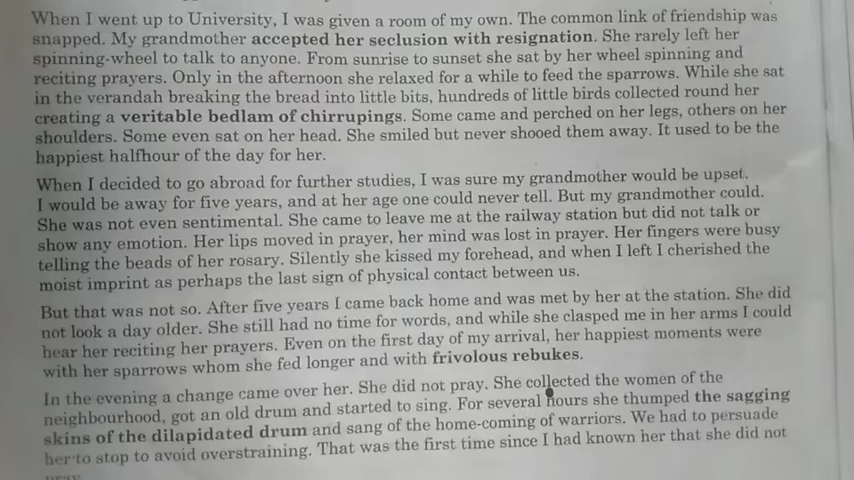 When I went up to University, I was given a room of my own. The common link of friendship was
snapped. My grandmother accepted her seclusion with resignation. She rarely left her
spinning-wheel to talk to anyone. From sunrise to sunset she sat by her wheel spinning and
reciting prayers. Only in the afternoon she relaxed for a while to feed the sparrows. While she sat
in the verandah breaking the bread into little bits, hundreds of little birds collected round her
creating a veritable bedlam of chirrupings. Some came and perched on her legs, others on her
shoulders. Some even sat on her head. She smiled but never shooed them away. It used to be the
happiest halfhour of the day for her.
When I decided to go abroad for further studies, I was sure my grandmother would be upset.
I would be away for five years, and at her age one could never tell. But my grandmother could.
She was not even sentimental. She came to leave me at the railway station but did not talk or
show any emotion. Her lips moved in prayer, her mind was lost in prayer. Her fingers were busy
telling the beads of her rosary. Silently she kissed my forehead, and when I left I cherished the
moist imprint as perhaps the last sign of physical contact between us.
But that was not so. After five years I came back home and was met by her at the station. She did
not look a day older. She still had no time for words, and while she clasped me in her arms I could
hear her reciting her prayers. Even on the first day of my arrival, her happiest moments were
with her sparrows whom she fed longer and with frivolous rebukes.
In the evening a change came over her. She did not pray. She collected the women of the
neighbourhood, got an old drum and started to sing. For several hours she thumped the sagging
skins of the dilapidated drum and sang of the home-coming of warriors. We had to persuade
her to stop to avoid overstraining. That was the first time since I had known her that she did not